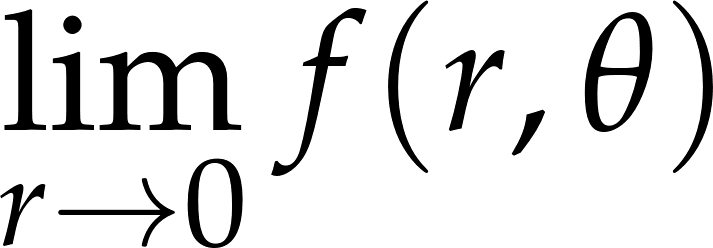 lim f(r, θ)
r→0